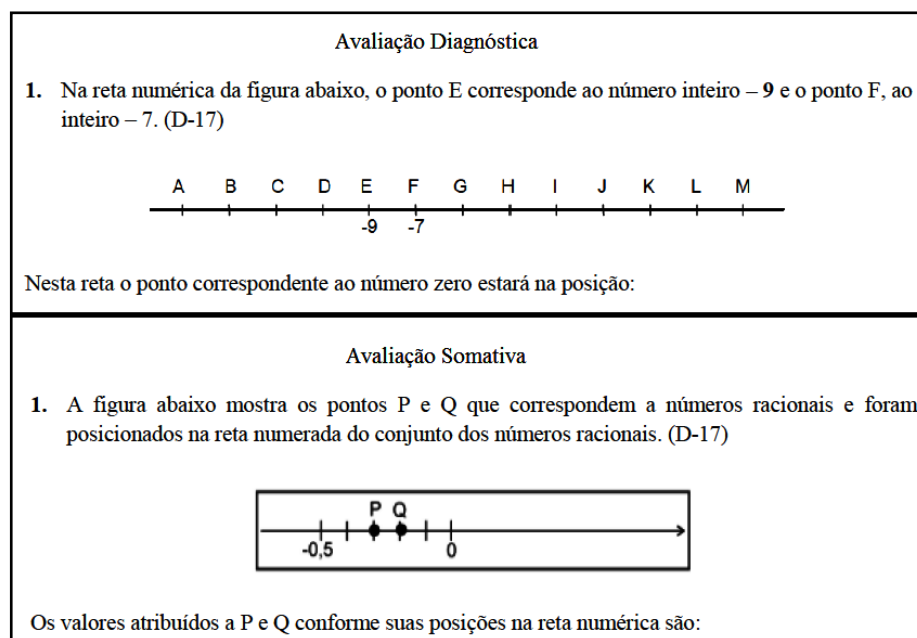 Avaliação Diagnóstica
1. Na reta numérica da figura abaixo, o ponto E corresponde ao número inteiro – 9 e o ponto F, ao
inteiro – 7. (D-17)
A B C D E F G H I J K L M
-9 -7
Nesta reta o ponto correspondente ao número zero estará na posição:
Avaliação Somativa
1. A figura abaixo mostra os pontos P e Q que correspondem a números racionais e foram
posicionados na reta numerada do conjunto dos números racionais. (D-17)
P Q
-0,5 0
Os valores atribuídos a P e Q conforme suas posições na reta numérica são: